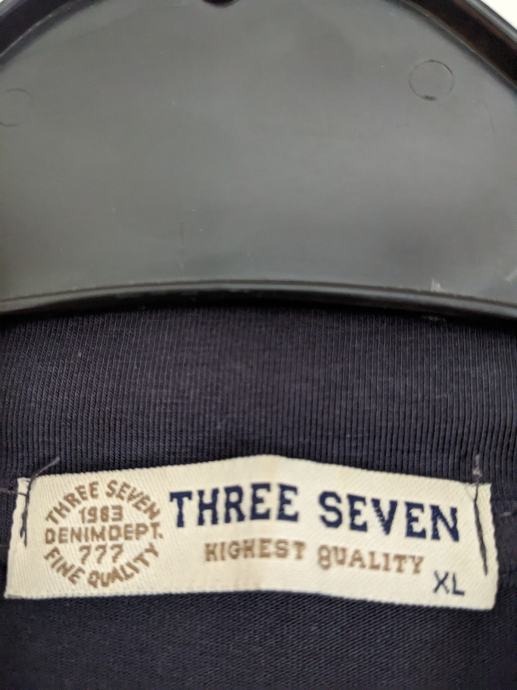 THREE SEVEN
1983
DENIMDEPT.
777
FINE QUALITY
THREE SEVEN
HIGHEST QUALITY
XL